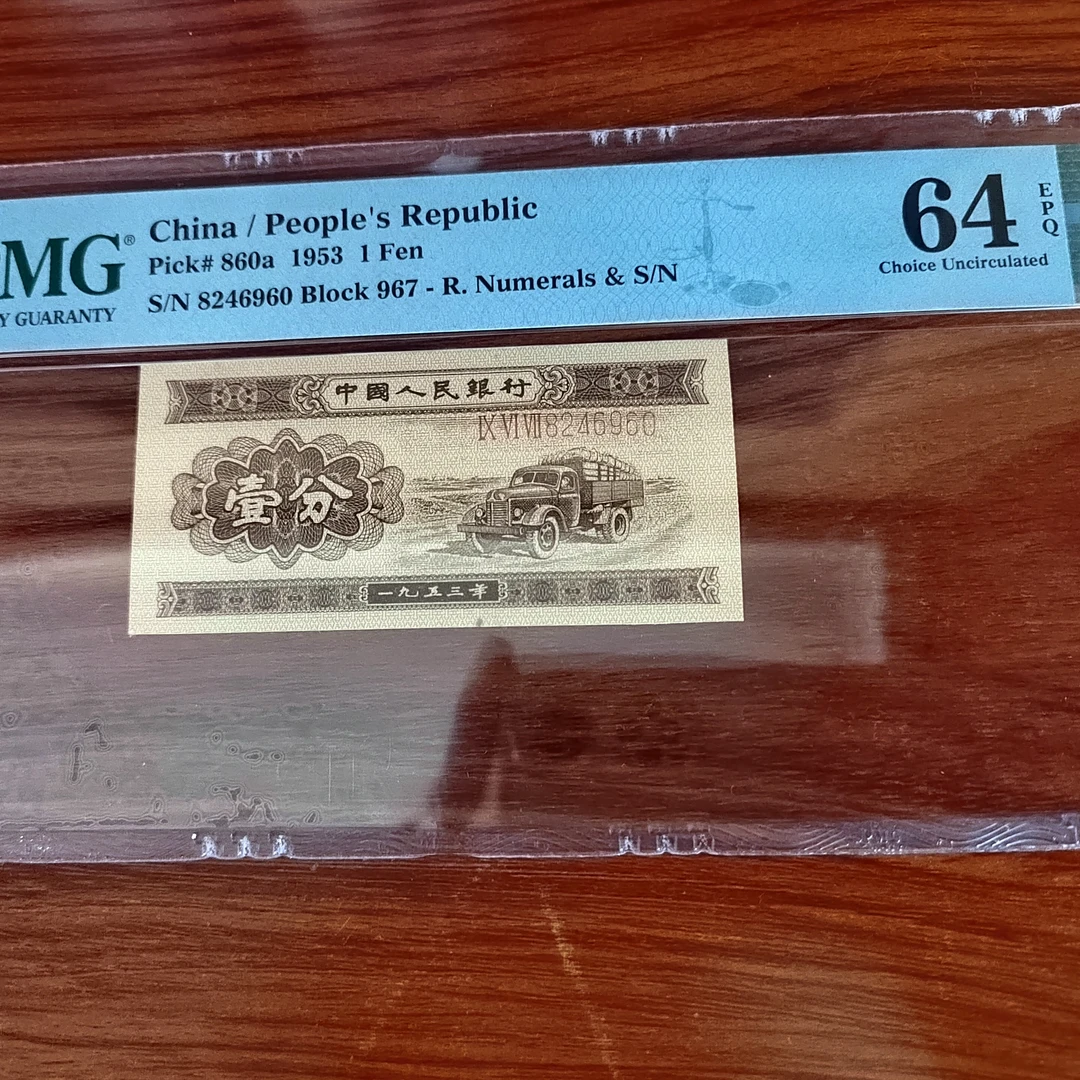 MG®
Y GUARANTY
China / People's Republic
Pick# 860a 1953 1 Fen
S/N 8246960 Block 967 - R. Numerals & S/N
64 EPQ
Choice Uncirculated
中國人民銀行
IX VI VII 8246960
壹分
一九五三年